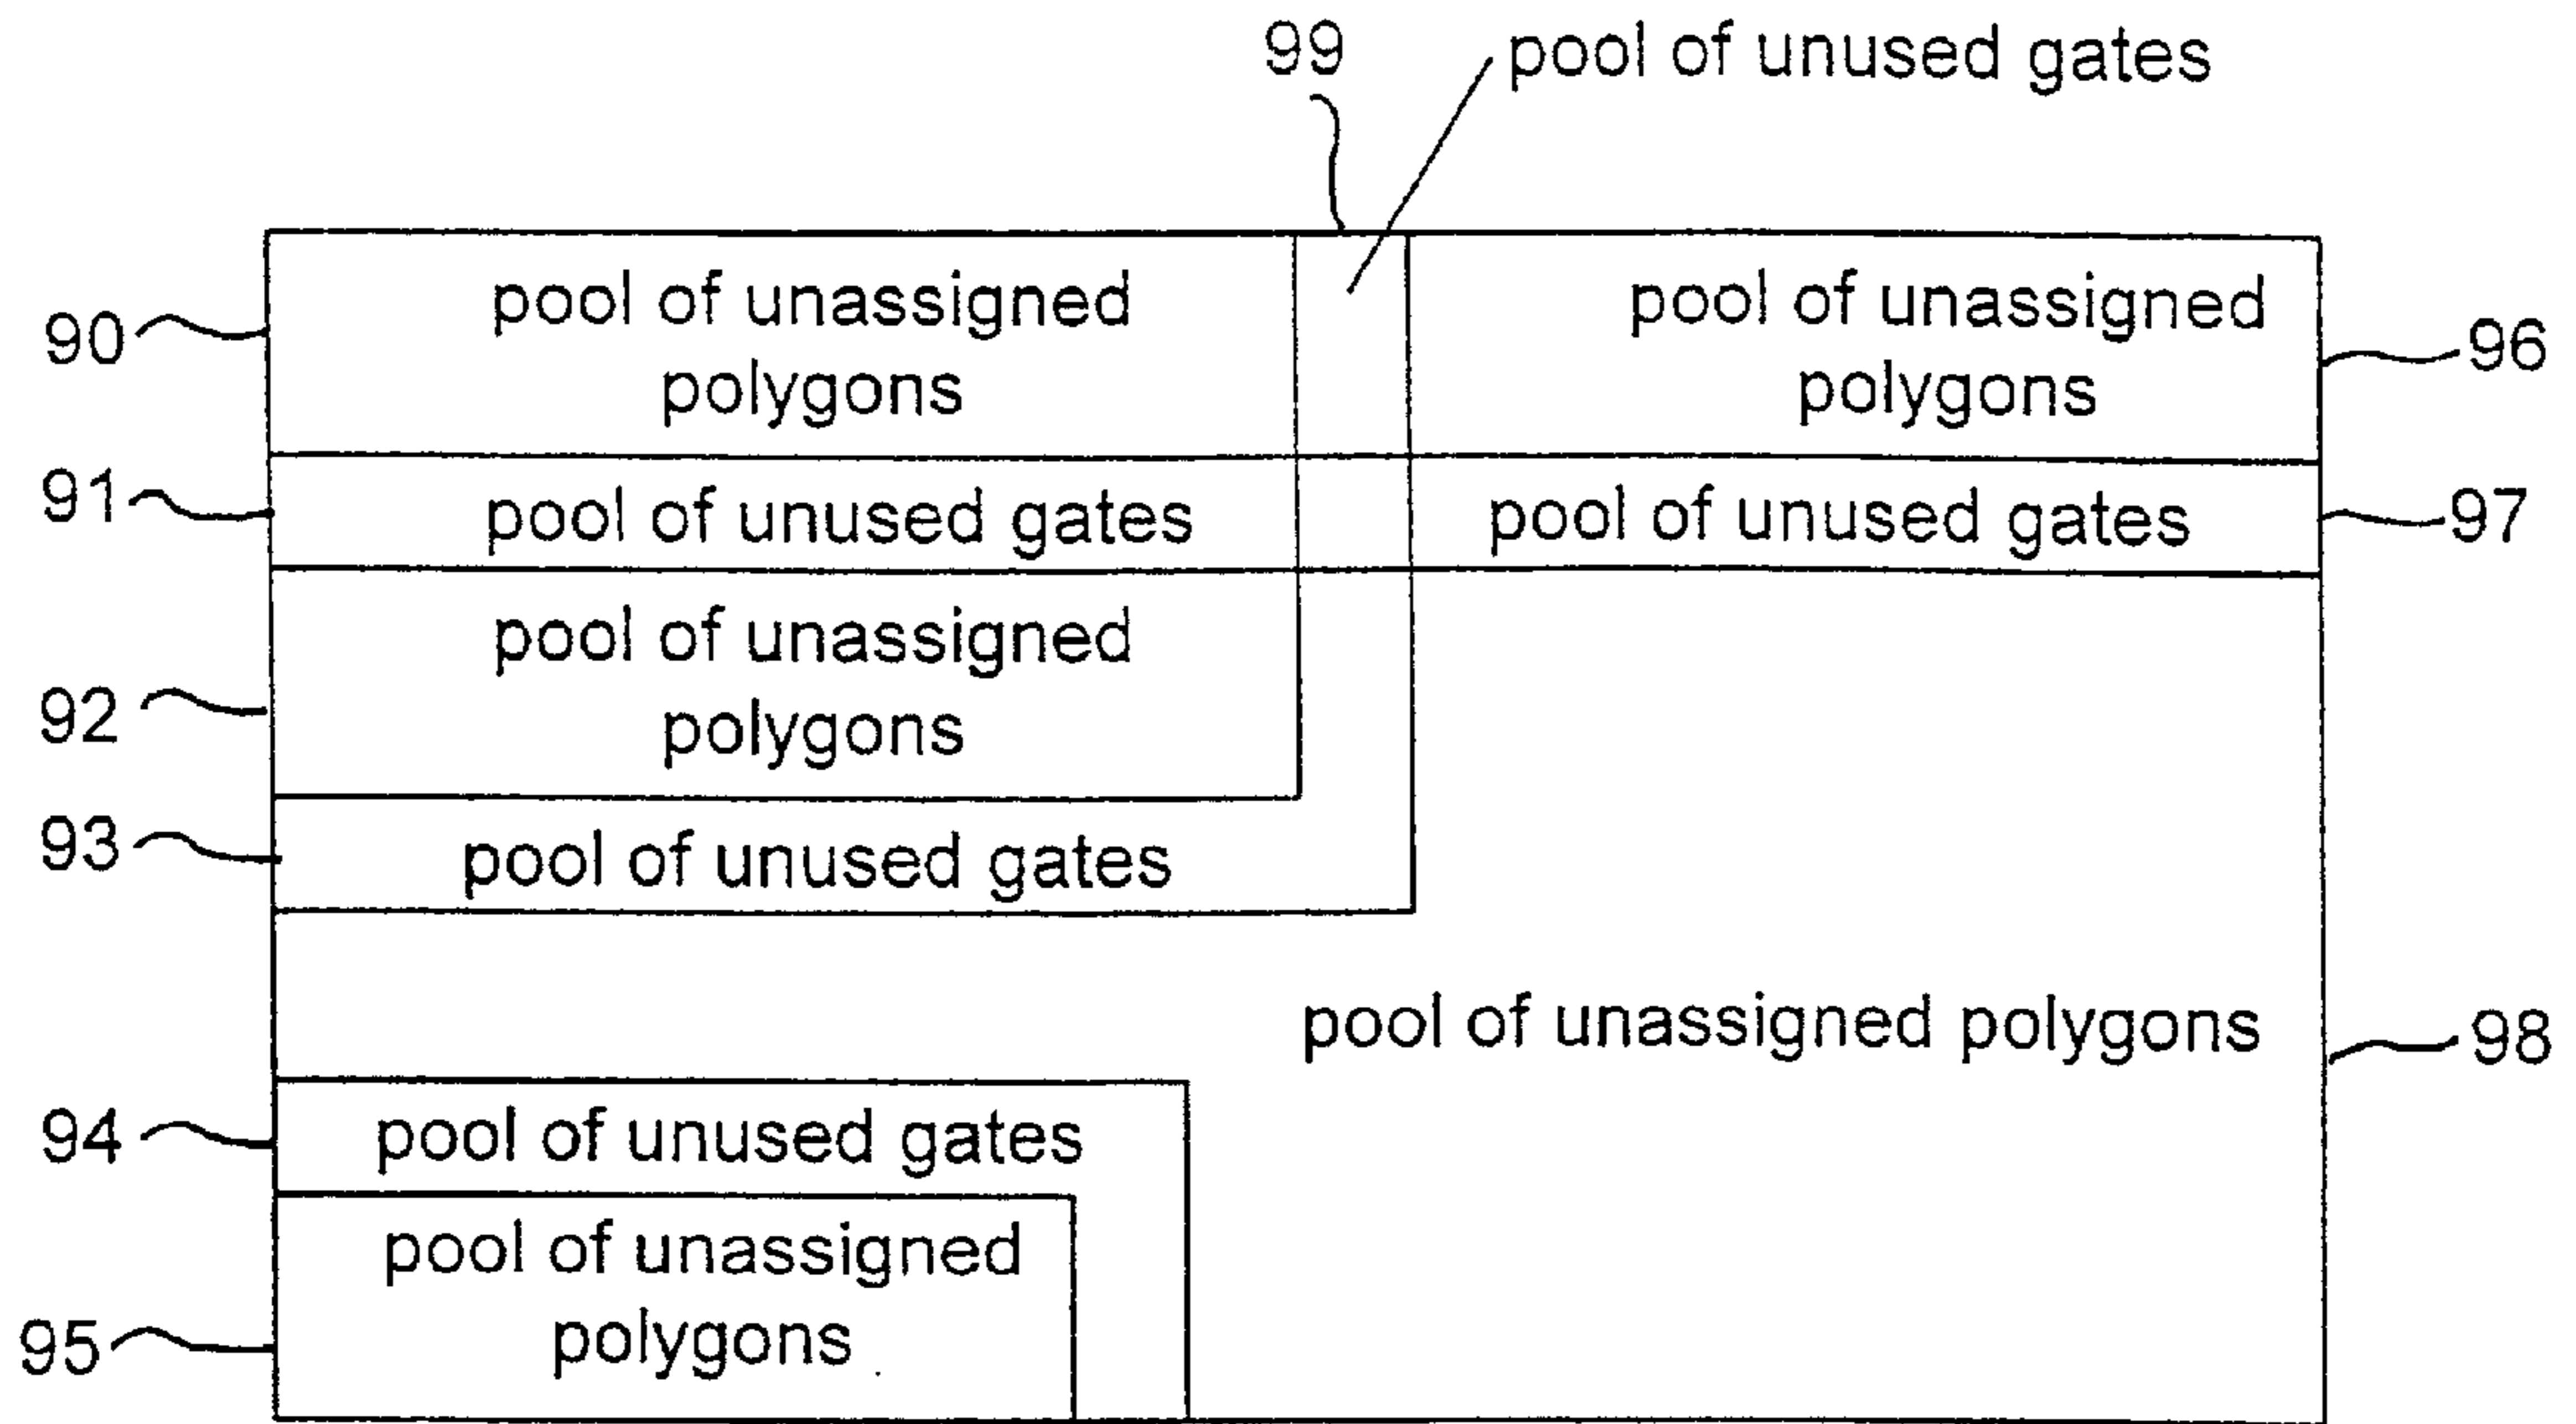 99
pool of unused gates
90
pool of unassigned
polygons
pool of unassigned
polygons
96
91
pool of unused gates
pool of unused gates
97
92
pool of unassigned
polygons
93
pool of unused gates
pool of unassigned polygons
98
94
pool of unused gates
95
pool of unassigned
polygons